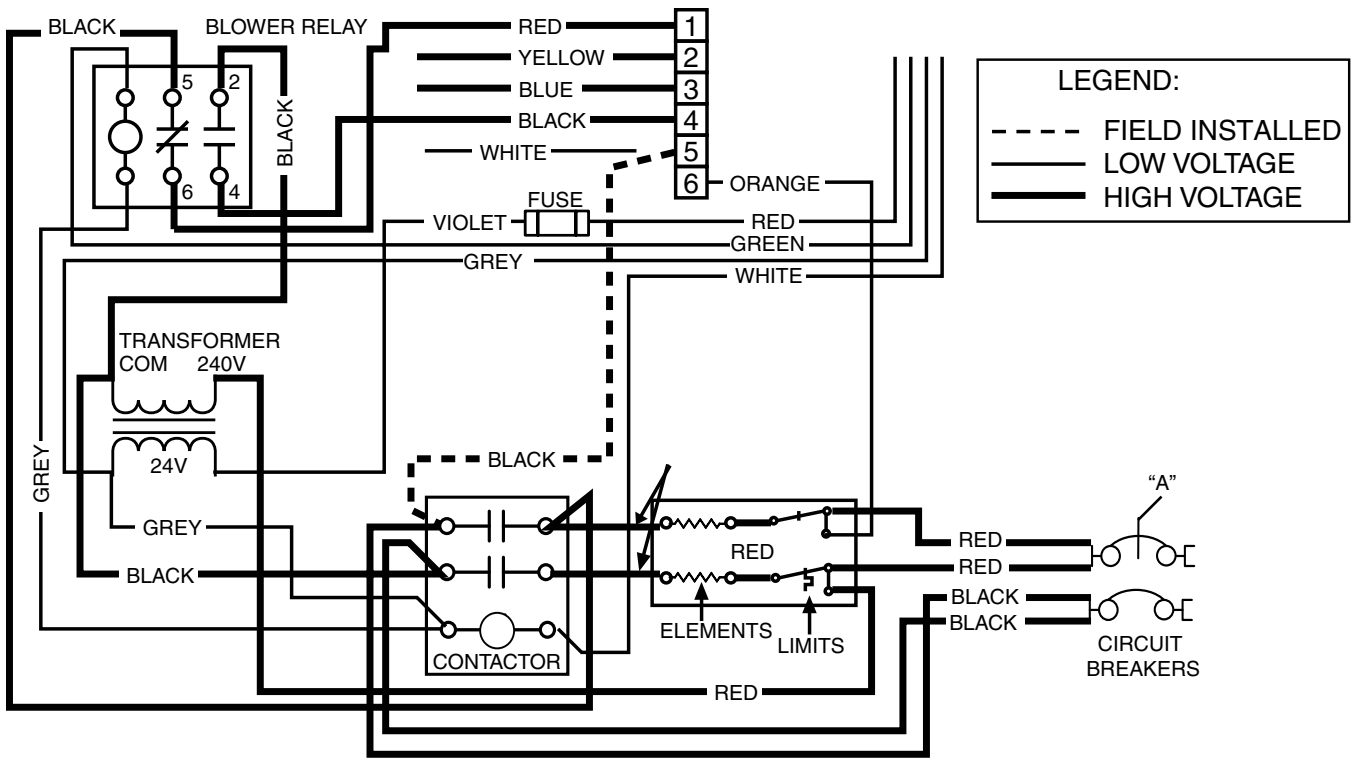 BLACK
BLOWER RELAY
5
2
6
4
BLACK
RED
YELLOW
BLUE
BLACK
WHITE
1
2
3
4
5
6
ORANGE
LEGEND:
FIELD INSTALLED
LOW VOLTAGE
HIGH VOLTAGE
FUSE
VIOLET
RED
GREEN
GREY
WHITE
TRANSFORMER
COM 240V
24V
GREY
BLACK
GREY
BLACK
CONTACTOR
RED
ELEMENTS
LIMITS
RED
RED
RED
BLACK
BLACK
“A”
CIRCUIT
BREAKERS